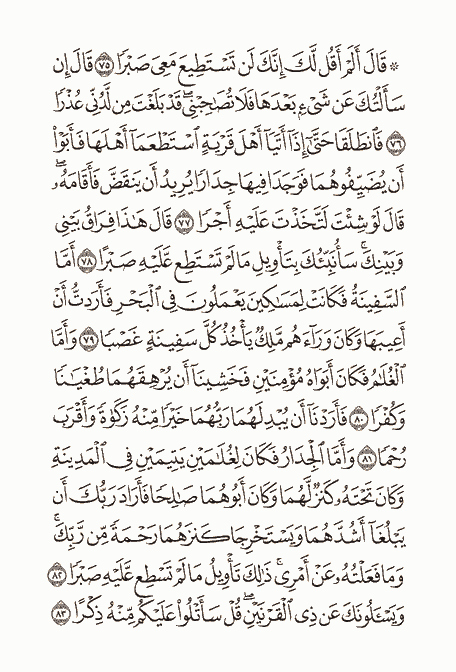 ۞ قَالَ أَلَمْ أَقُل لَّكَ إِنَّكَ لَن تَسْتَطِيعَ مَعِىَ صَبْرًا ۝٧٥ قَالَ إِن
سَأَلْتُكَ عَن شَىْءٍۭ بَعْدَهَا فَلَا تُصَٰحِبْنِى ۖ قَدْ بَلَغْتَ مِن لَّدُنِّى عُذْرًا
۝٧٦ فَٱنطَلَقَا حَتَّىٰٓ إِذَآ أَتَيَآ أَهْلَ قَرْيَةٍ ٱسْتَطْعَمَآ أَهْلَهَا فَأَبَوْا۟
أَن يُضَيِّفُوهُمَا فَوَجَدَا فِيهَا جِدَارًا يُرِيدُ أَن يَنقَضَّ فَأَقَامَهُۥ ۖ
قَالَ لَوْ شِئْتَ لَتَّخَذْتَ عَلَيْهِ أَجْرًا ۝٧٧ قَالَ هَٰذَا فِرَاقُ بَيْنِى
وَبَيْنِكَ ۚ سَأُنَبِّئُكَ بِتَأْوِيلِ مَا لَمْ تَسْتَطِع عَّلَيْهِ صَبْرًا ۝٧٨ أَمَّا
ٱلسَّفِينَةُ فَكَانَتْ لِمَسَٰكِينَ يَعْمَلُونَ فِى ٱلْبَحْرِ فَأَرَدتُّ أَنْ
أَعِيبَهَا وَكَانَ وَرَآءَهُم مَّلِكٌ يَأْخُذُ كُلَّ سَفِينَةٍ غَصْبًا ۝٧٩ وَأَمَّا
ٱلْغُلَٰمُ فَكَانَ أَبَوَاهُ مُؤْمِنَيْنِ فَخَشِينَآ أَن يُرْهِقَهُمَا طُغْيَٰنًا
وَكُفْرًا ۝٨٠ فَأَرَدْنَآ أَن يُبْدِلَهُمَا رَبُّهُمَا خَيْرًا مِّنْهُ زَكَوٰةً وَأَقْرَبَ
رُحْمًا ۝٨١ وَأَمَّا ٱلْجِدَارُ فَكَانَ لِغُلَٰمَيْنِ يَتِيمَيْنِ فِى ٱلْمَدِينَةِ
وَكَانَ تَحْتَهُۥ كَنزٌ لَّهُمَا وَكَانَ أَبُوهُمَا صَٰلِحًا فَأَرَادَ رَبُّكَ أَن
يَبْلُغَآ أَشُدَّهُمَا وَيَسْتَخْرِجَا كَنزَهُمَا رَحْمَةً مِّن رَّبِّكَ ۚ
وَمَا فَعَلْتُهُۥ عَنْ أَمْرِى ۚ ذَٰلِكَ تَأْوِيلُ مَا لَمْ تَسْطِع عَّلَيْهِ صَبْرًا ۝٨٢
وَيَسْـَٔلُونَكَ عَن ذِى ٱلْقَرْنَيْنِ ۖ قُلْ سَأَتْلُوا۟ عَلَيْكُم مِّنْهُ ذِكْرًا ۝٨٣